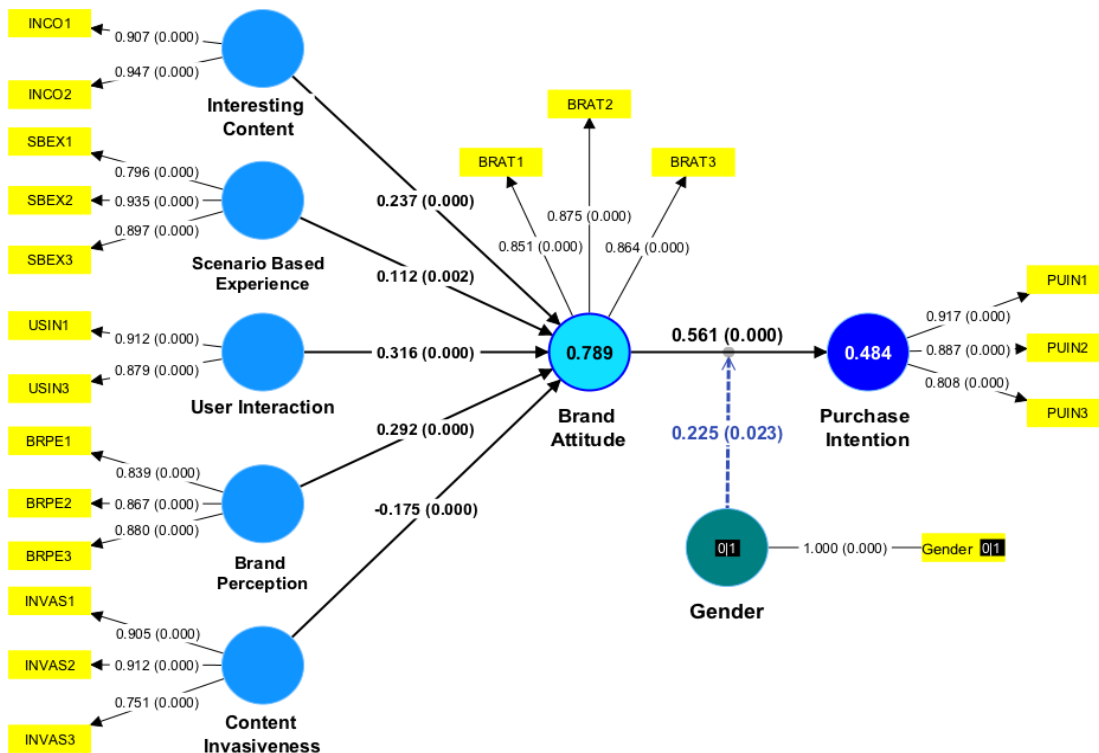 INCO1
0.907 (0.000)
0.947 (0.000)
INCO2
Interesting
Content
SBEX1
0.796 (0.000)
SBEX2
0.935 (0.000)
0.897 (0.000)
SBEX3
Scenario Based
Experience
USIN1
0.912 (0.000)
0.879 (0.000)
USIN3
User Interaction
BRPE1
0.839 (0.000)
BRPE2
0.867 (0.000)
0.880 (0.000)
BRPE3
Brand
Perception
INVAS1
0.905 (0.000)
INVAS2
0.912 (0.000)
0.751 (0.000)
INVAS3
Content
Invasiveness
0.237 (0.000)
0.112 (0.002)
0.316 (0.000)
0.292 (0.000)
-0.175 (0.000)
BRAT2
BRAT1
BRAT3
0.875 (0.000)
0.851 (0.000)
0.864 (0.000)
0.789
Brand
Attitude
0.561 (0.000)
0.225 (0.023)
0|1
Gender
1.000 (0.000)
Gender 0|1
0.484
Purchase
Intention
PUIN1
0.917 (0.000)
PUIN2
0.887 (0.000)
0.808 (0.000)
PUIN3